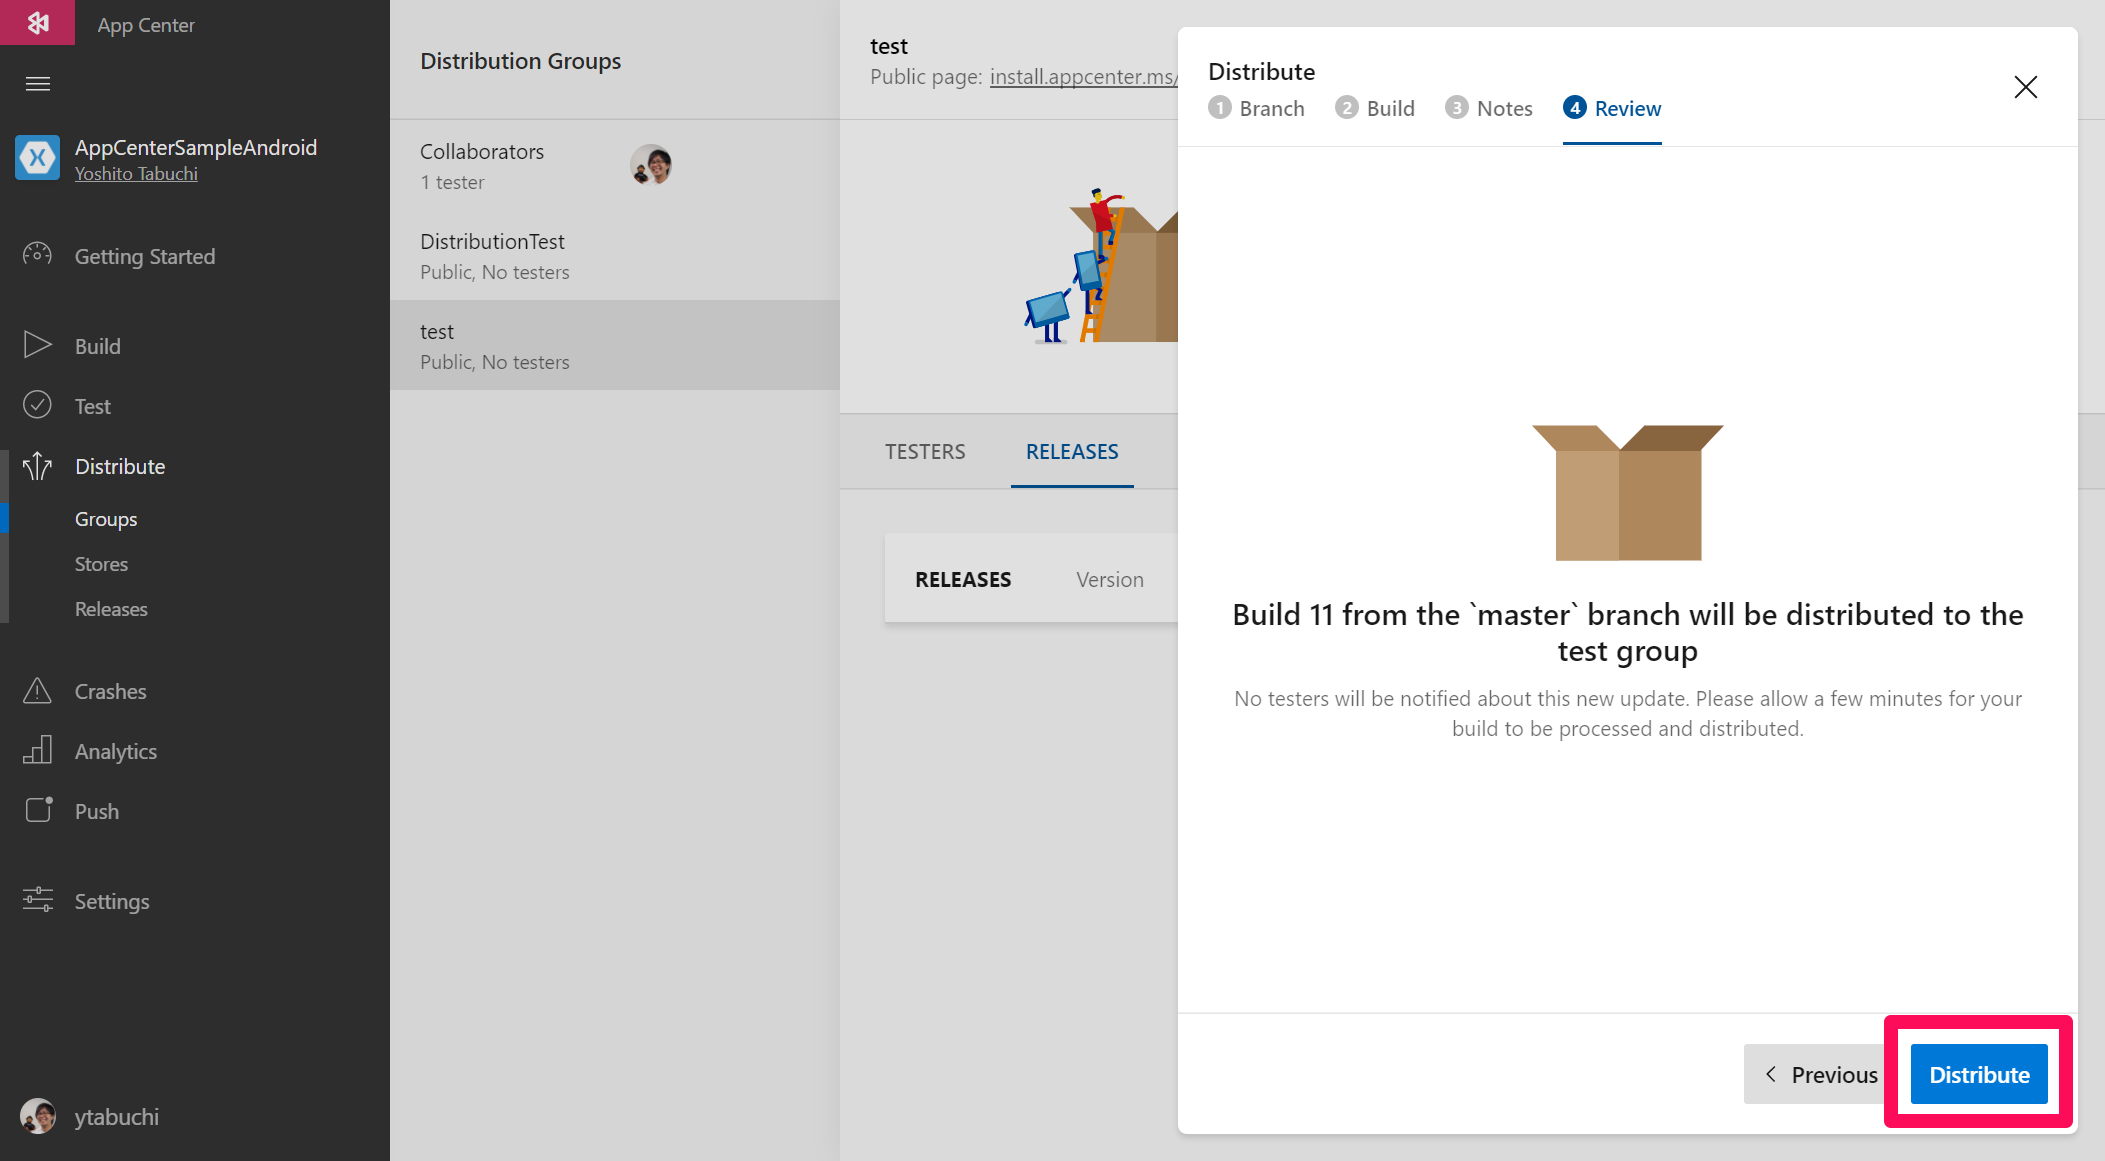 App Center
AppCenterSampleAndroid
Yoshito Tabuchi
Getting Started
Build
Test
Distribute
Groups
Stores
Releases
Crashes
Analytics
Push
Settings
ytabuchi
Distribution Groups
Collaborators
1 tester
DistributionTest
Public, No testers
test
Public, No testers
test
Public page: install.appcenter.ms/
TESTERS RELEASES
RELEASES Version
Distribute
1 Branch 2 Build 3 Notes 4 Review
Build 11 from the `master` branch will be distributed to the
test group
No testers will be notified about this new update. Please allow a few minutes for your
build to be processed and distributed.
Previous Distribute